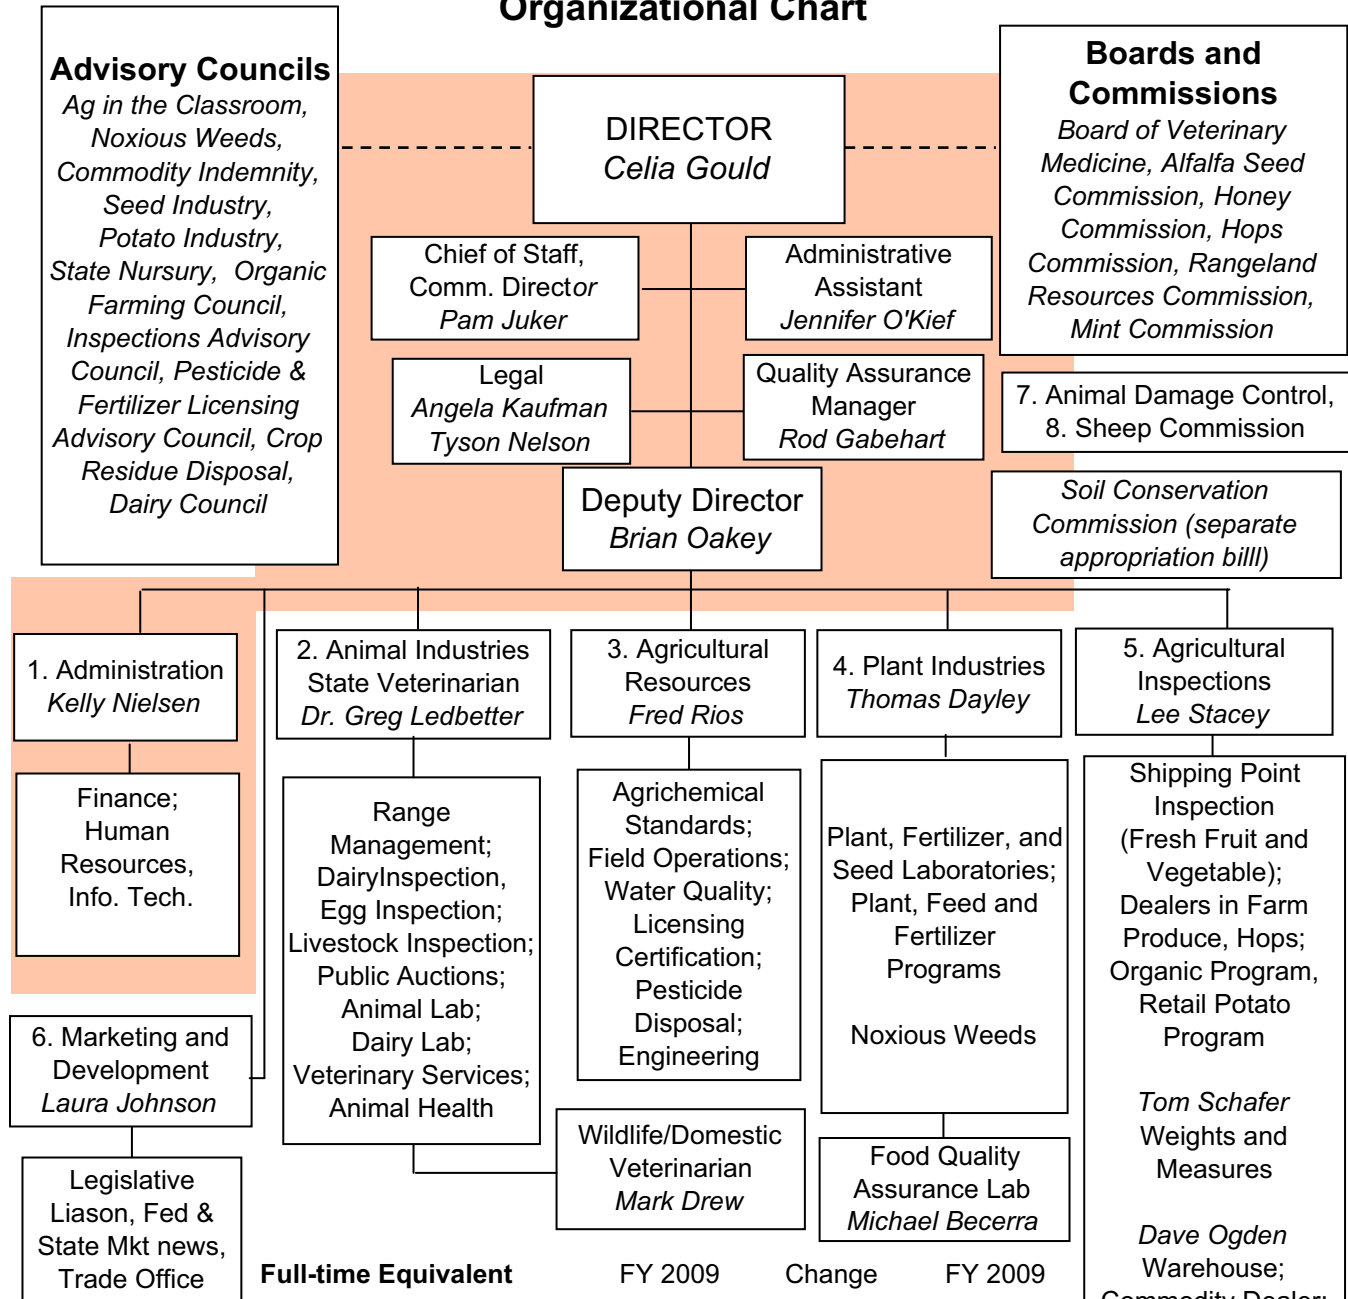 Organizational Chart
Advisory Councils
Ag in the Classroom,
Noxious Weeds,
Commodity Indemnity,
Seed Industry,
Potato Industry,
State Nursury, Organic
Farming Council,
Inspections Advisory
Council, Pesticide &
Fertilizer Licensing
Advisory Council, Crop
Residue Disposal,
Dairy Council
DIRECTOR
Celia Gould
Boards and
Commissions
Board of Veterinary
Medicine, Alfalfa Seed
Commission, Honey
Commission, Hops
Commission, Rangeland
Resources Commission,
Mint Commission
Chief of Staff,
Comm. Director
Pam Juker
Administrative
Assistant
Jennifer O'Kief
Legal
Angela Kaufman
Tyson Nelson
Quality Assurance
Manager
Rod Gabehart
7. Animal Damage Control,
8. Sheep Commission
Deputy Director
Brian Oakey
Soil Conservation
Commission (separate
appropriation billl)
1. Administration
Kelly Nielsen
2. Animal Industries
State Veterinarian
Dr. Greg Ledbetter
3. Agricultural
Resources
Fred Rios
4. Plant Industries
Thomas Dayley
5. Agricultural
Inspections
Lee Stacey
Finance;
Human
Resources,
Info. Tech.
Range
Management;
DairyInspection,
Egg Inspection;
Livestock Inspection;
Public Auctions;
Animal Lab;
Dairy Lab;
Veterinary Services;
Animal Health
Agrichemical
Standards;
Field Operations;
Water Quality;
Licensing
Certification;
Pesticide
Disposal;
Engineering
Plant, Fertilizer, and
Seed Laboratories;
Plant, Feed and
Fertilizer
Programs
Noxious Weeds
Shipping Point
Inspection
(Fresh Fruit and
Vegetable);
Dealers in Farm
Produce, Hops;
Organic Program,
Retail Potato
Program
Tom Schafer
Weights and
Measures
Dave Ogden
Warehouse;
Commodity Dealer;
6. Marketing and
Development
Laura Johnson
Legislative
Liason, Fed &
State Mkt news,
Trade Office
Wildlife/Domestic
Veterinarian
Mark Drew
Food Quality
Assurance Lab
Michael Becerra
Full-time Equivalent FY 2009 Change FY 2009